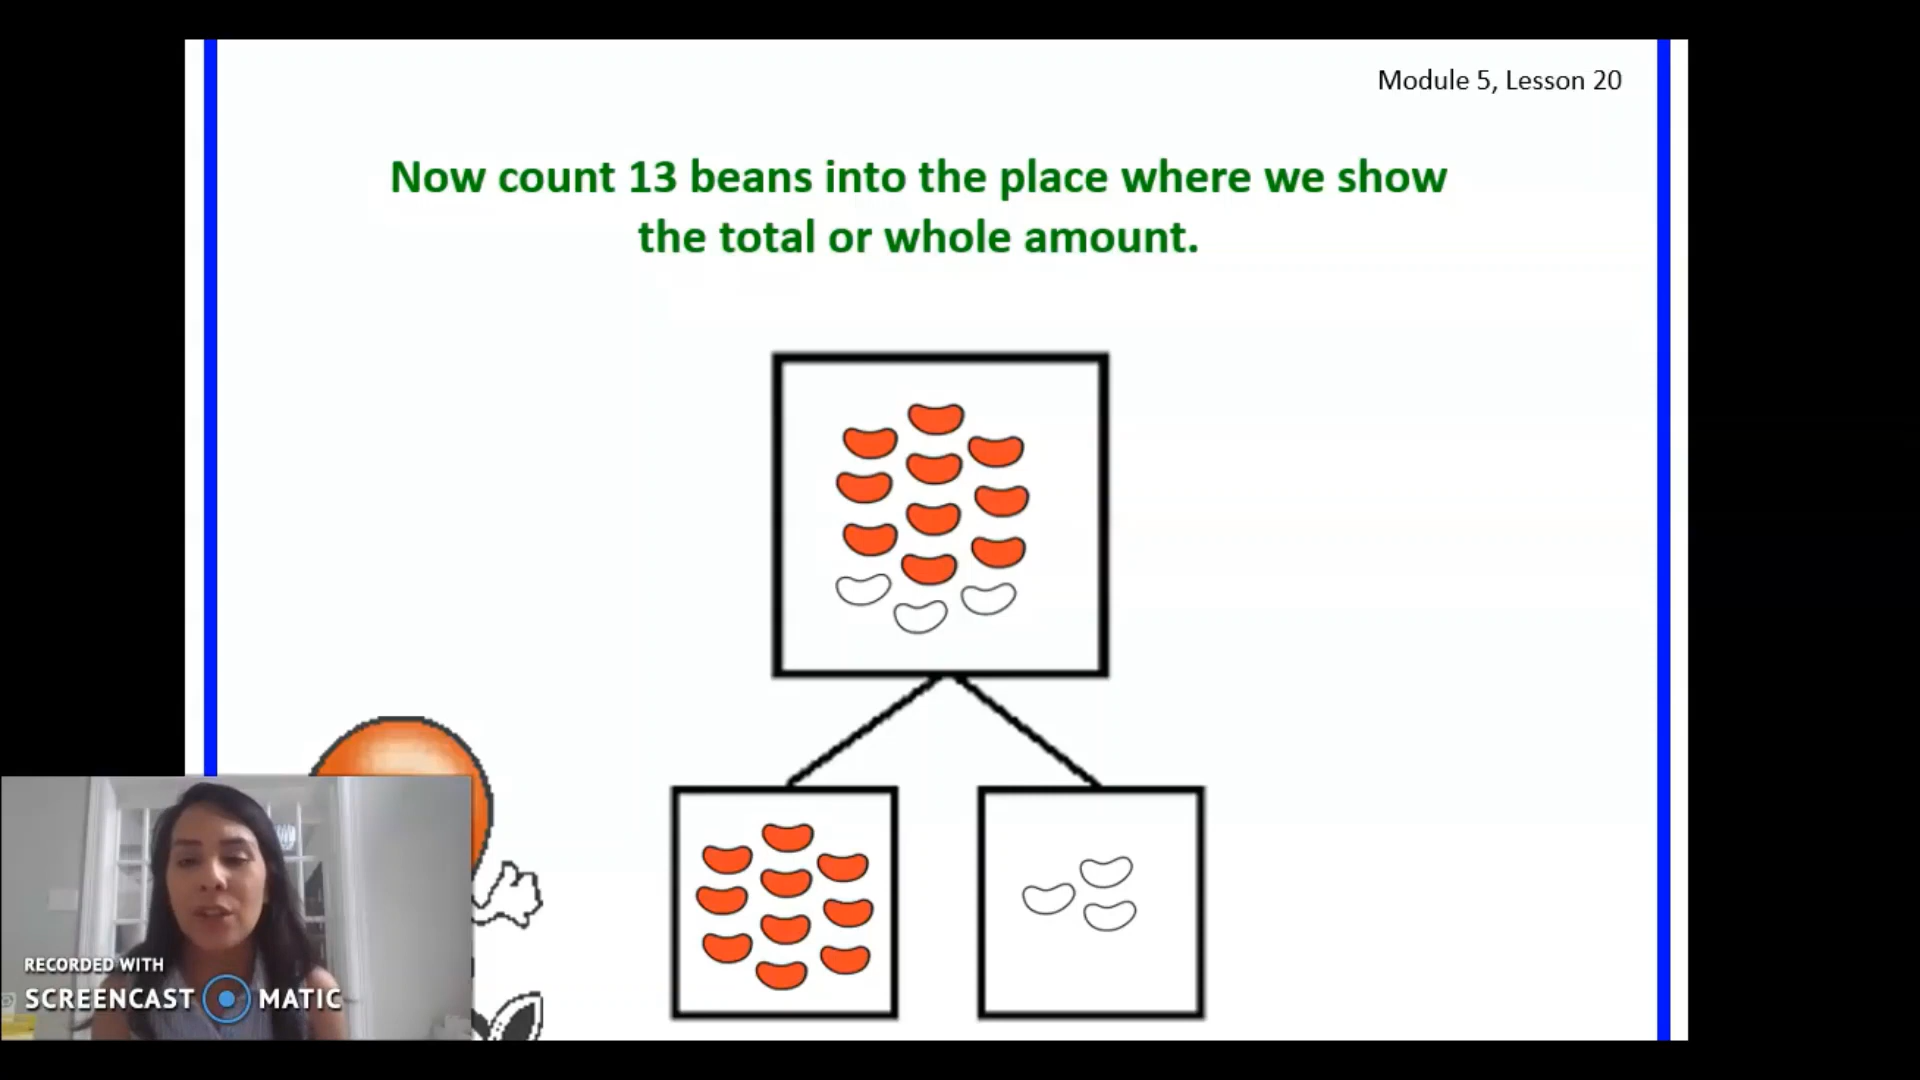 Module 5, Lesson 20
Now count 13 beans into the place where we show
the total or whole amount.
RECORDED WITH
SCREENCAST MATIC